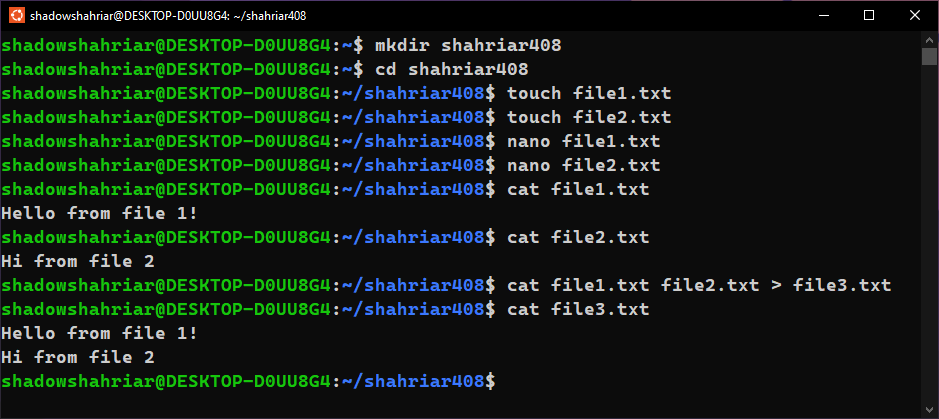 shadowshahriar@DESKTOP-D0UU8G4: ~/shahriar408
shadowshahriar@DESKTOP-D0UU8G4:~$ mkdir shahriar408
shadowshahriar@DESKTOP-D0UU8G4:~$ cd shahriar408
shadowshahriar@DESKTOP-D0UU8G4:~/shahriar408$ touch file1.txt
shadowshahriar@DESKTOP-D0UU8G4:~/shahriar408$ touch file2.txt
shadowshahriar@DESKTOP-D0UU8G4:~/shahriar408$ nano file1.txt
shadowshahriar@DESKTOP-D0UU8G4:~/shahriar408$ nano file2.txt
shadowshahriar@DESKTOP-D0UU8G4:~/shahriar408$ cat file1.txt
Hello from file 1!
shadowshahriar@DESKTOP-D0UU8G4:~/shahriar408$ cat file2.txt
Hi from file 2
shadowshahriar@DESKTOP-D0UU8G4:~/shahriar408$ cat file1.txt file2.txt > file3.txt
shadowshahriar@DESKTOP-D0UU8G4:~/shahriar408$ cat file3.txt
Hello from file 1!
Hi from file 2
shadowshahriar@DESKTOP-D0UU8G4:~/shahriar408$